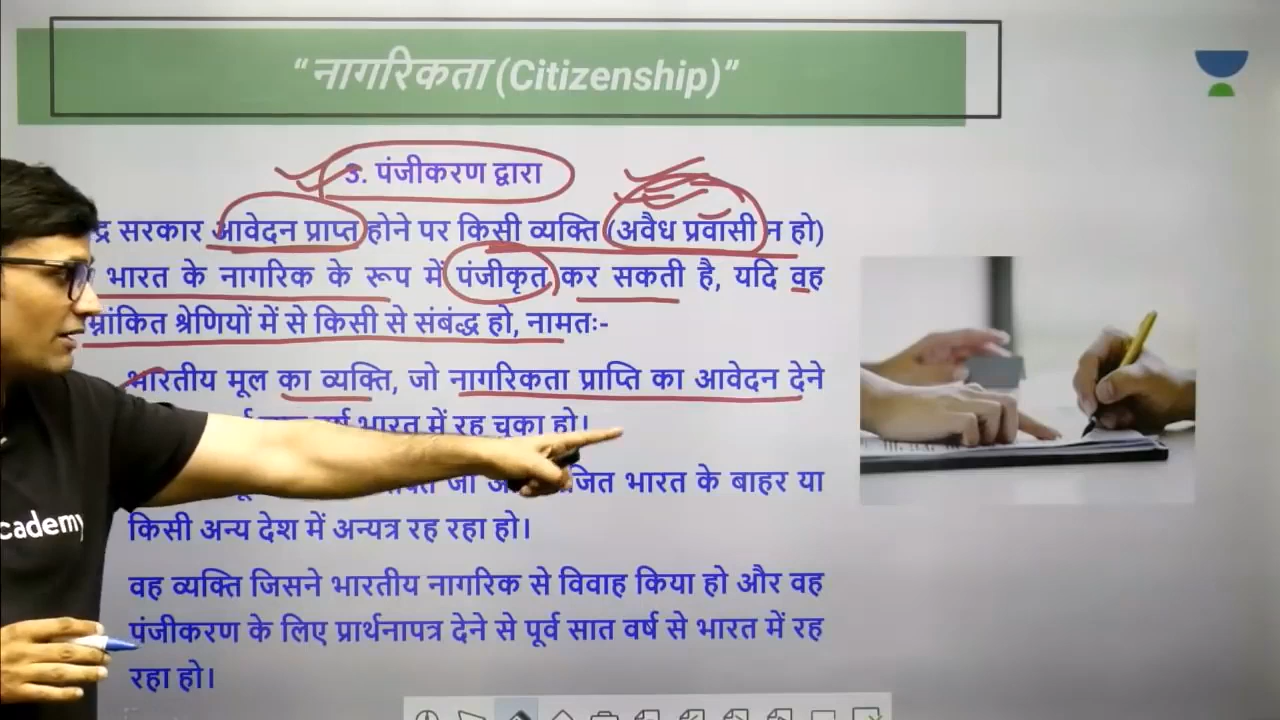 “नागरिकता (Citizenship)”
3. पंजीकरण द्वारा
सरकार आवेदन प्राप्त होने पर किसी व्यक्ति (अवैध प्रवासी न हो)
भारत के नागरिक के रूप में पंजीकृत कर सकती है, यदि वह
श्रेणियों में से किसी से संबंद्ध हो, नामतः-
भारतीय मूल का व्यक्ति, जो नागरिकता प्राप्ति का आवेदन देने
भारत में रह चुका हो।
जो भारत के बाहर या
किसी अन्य देश में अन्यत्र रह रहा हो।
वह व्यक्ति जिसने भारतीय नागरिक से विवाह किया हो और वह
पंजीकरण के लिए प्रार्थनापत्र देने से पूर्व सात वर्ष से भारत में रह
रहा हो।
cademy